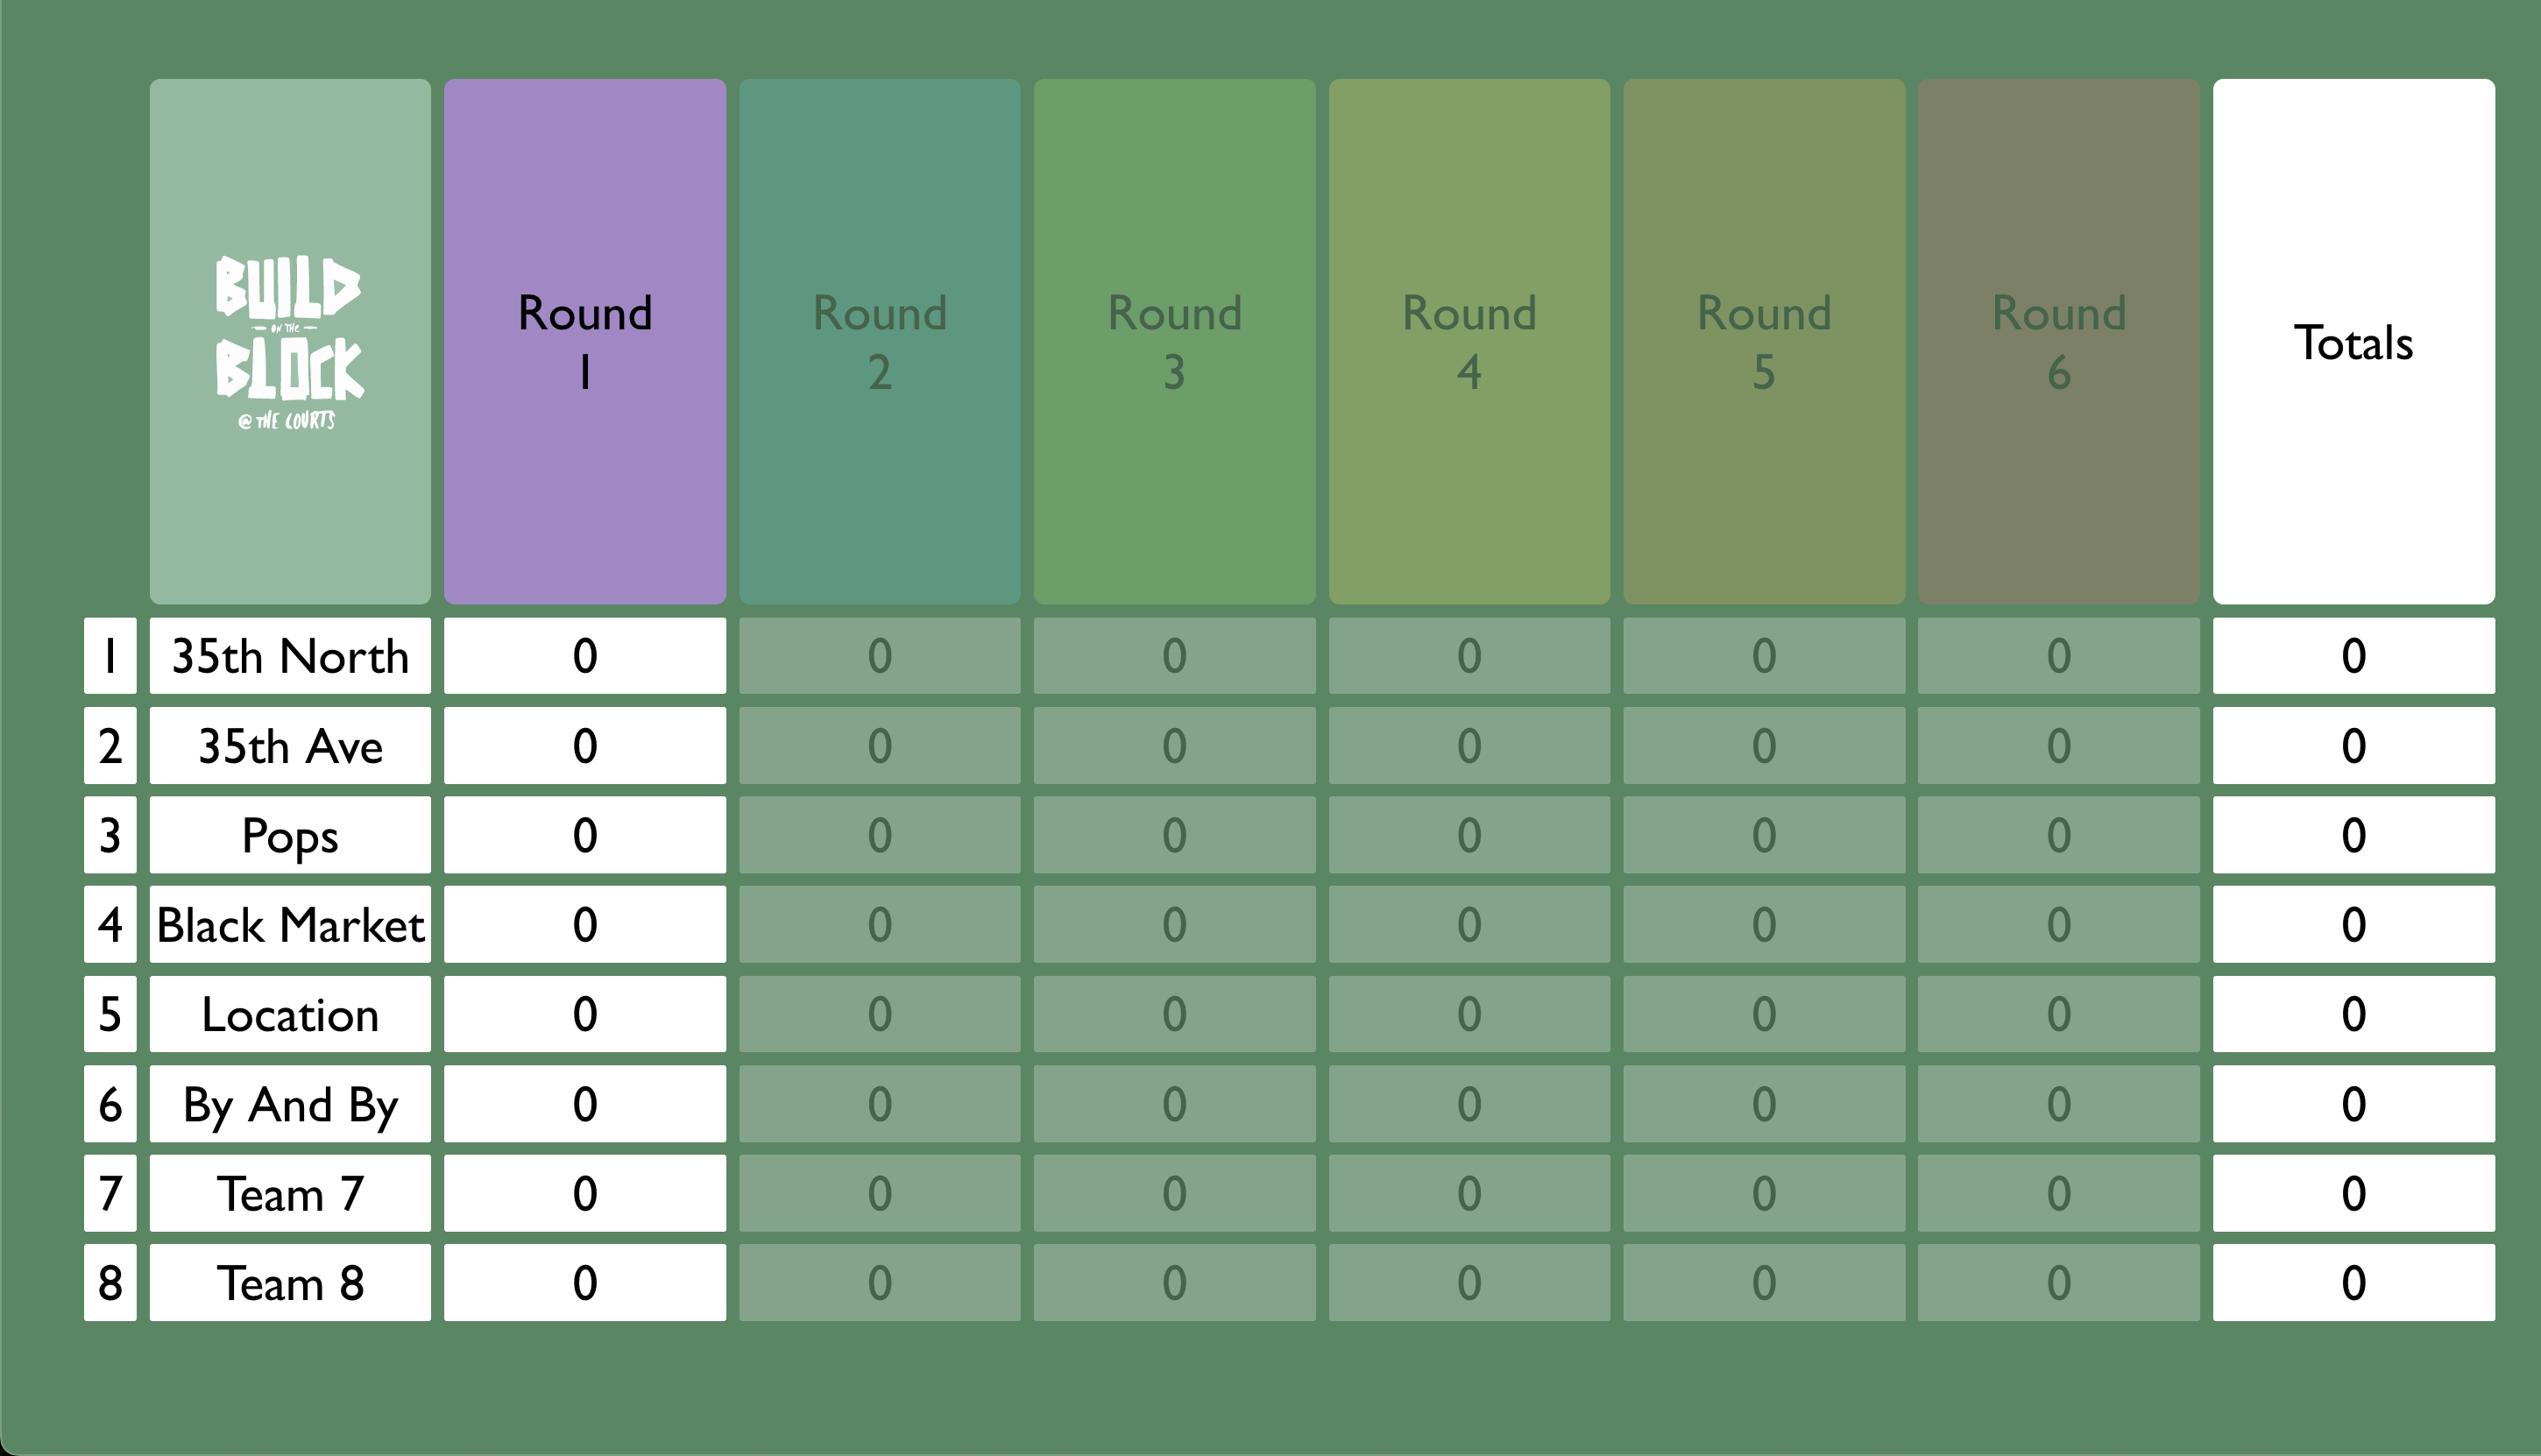 BUILD
ON THE
BLOCK
@ THE COURTS
Round
1
Round
2
Round
3
Round
4
Round
5
Round
6
Totals
1 35th North 0 0 0 0 0 0 0
2 35th Ave 0 0 0 0 0 0 0
3 Pops 0 0 0 0 0 0 0
4 Black Market 0 0 0 0 0 0 0
5 Location 0 0 0 0 0 0 0
6 By And By 0 0 0 0 0 0 0
7 Team 7 0 0 0 0 0 0 0
8 Team 8 0 0 0 0 0 0 0